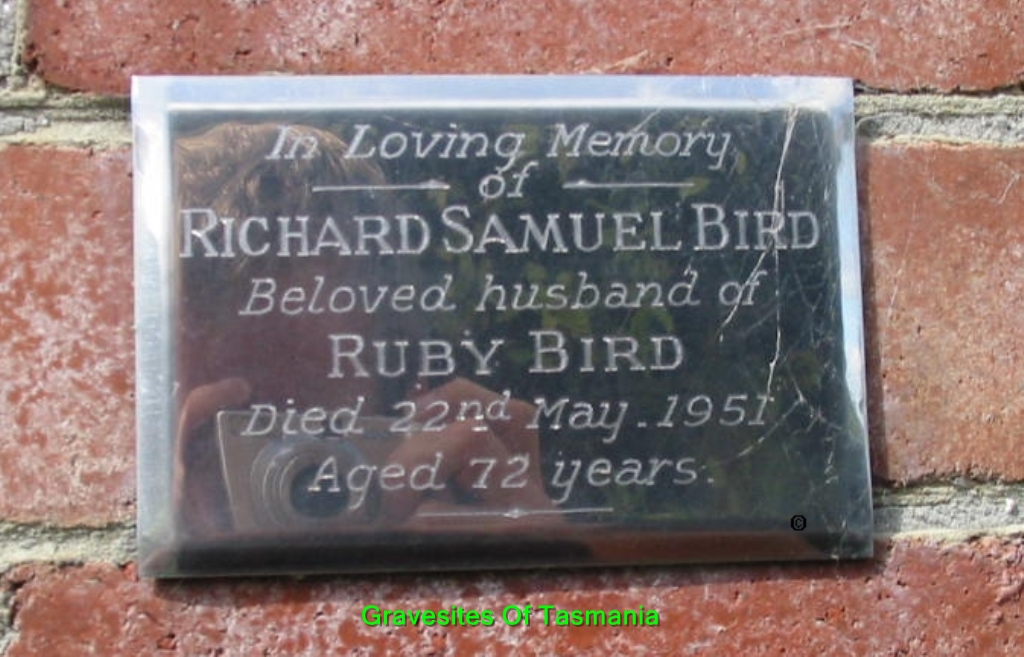 In Loving Memory
of
RICHARD SAMUEL BIRD
Beloved husband of
RUBY BIRD
Died 22nd May. 1951
Aged 72 years.
©
Gravesites Of Tasmania